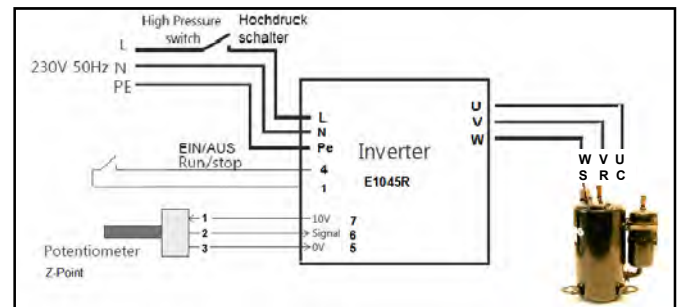 High Pressure Hochdruck
switch schalter
L
230V 50Hz N
PE
L
N
Pe
EIN/AUS
Run/stop
4
1
Inverter
E1045R
U
V
W
W V U
S R C
1 10V 7
2 Signal 6
3 0V 5
Potentiometer
Z-Point